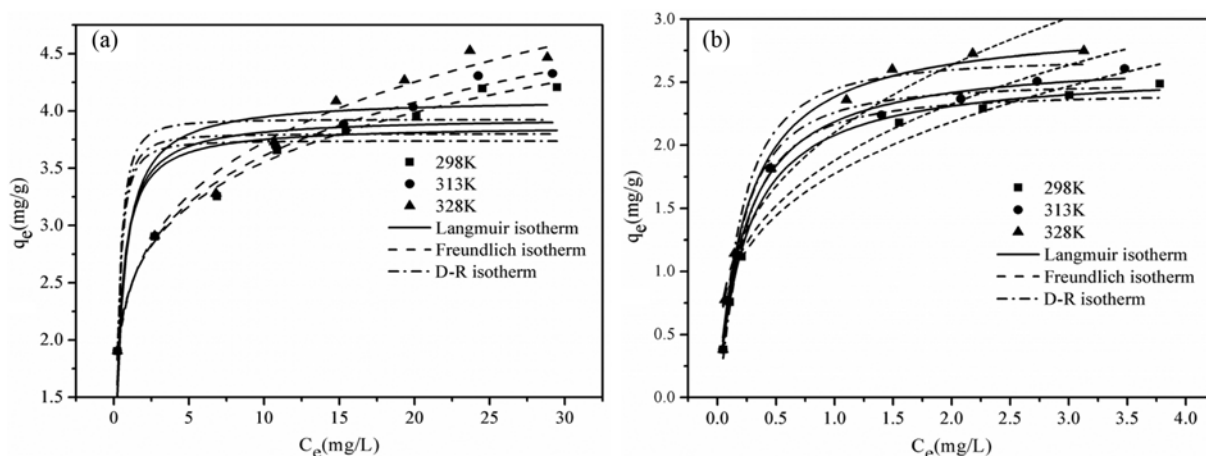 (a)
4.5
4.0
3.5
3.0
2.5
2.0
1.5
qe(mg/g)
298K
313K
328K
Langmuir isotherm
Freundlich isotherm
D-R isotherm
0 5 10 15 20 25 30
Ce(mg/L)
(b)
3.0
2.5
2.0
1.5
1.0
0.5
0.0
qe(mg/g)
298K
313K
328K
Langmuir isotherm
Freundlich isotherm
D-R isotherm
0.0 0.5 1.0 1.5 2.0 2.5 3.0 3.5 4.0
Ce(mg/L)